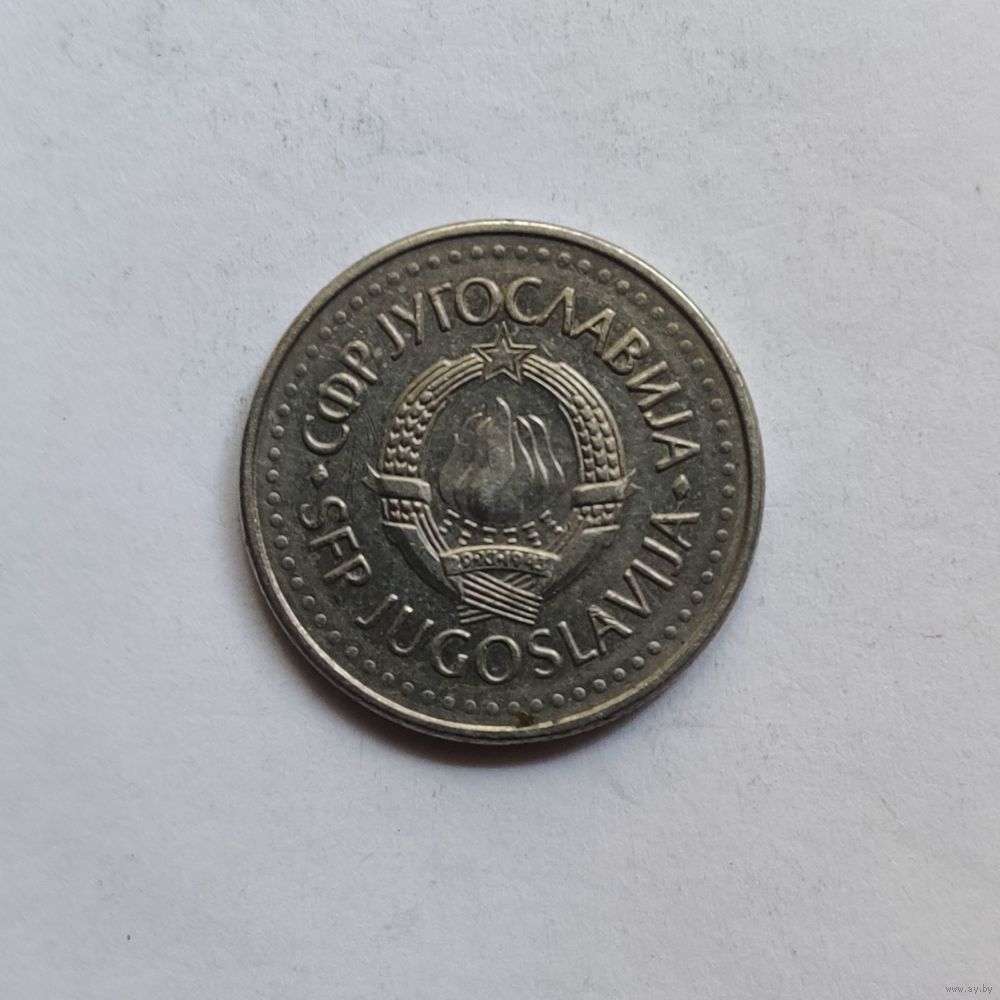 СФР ЈУГОСЛАВИЈА
SFR JUGOSLAVIJA
29·XI·1943
www.ay.by